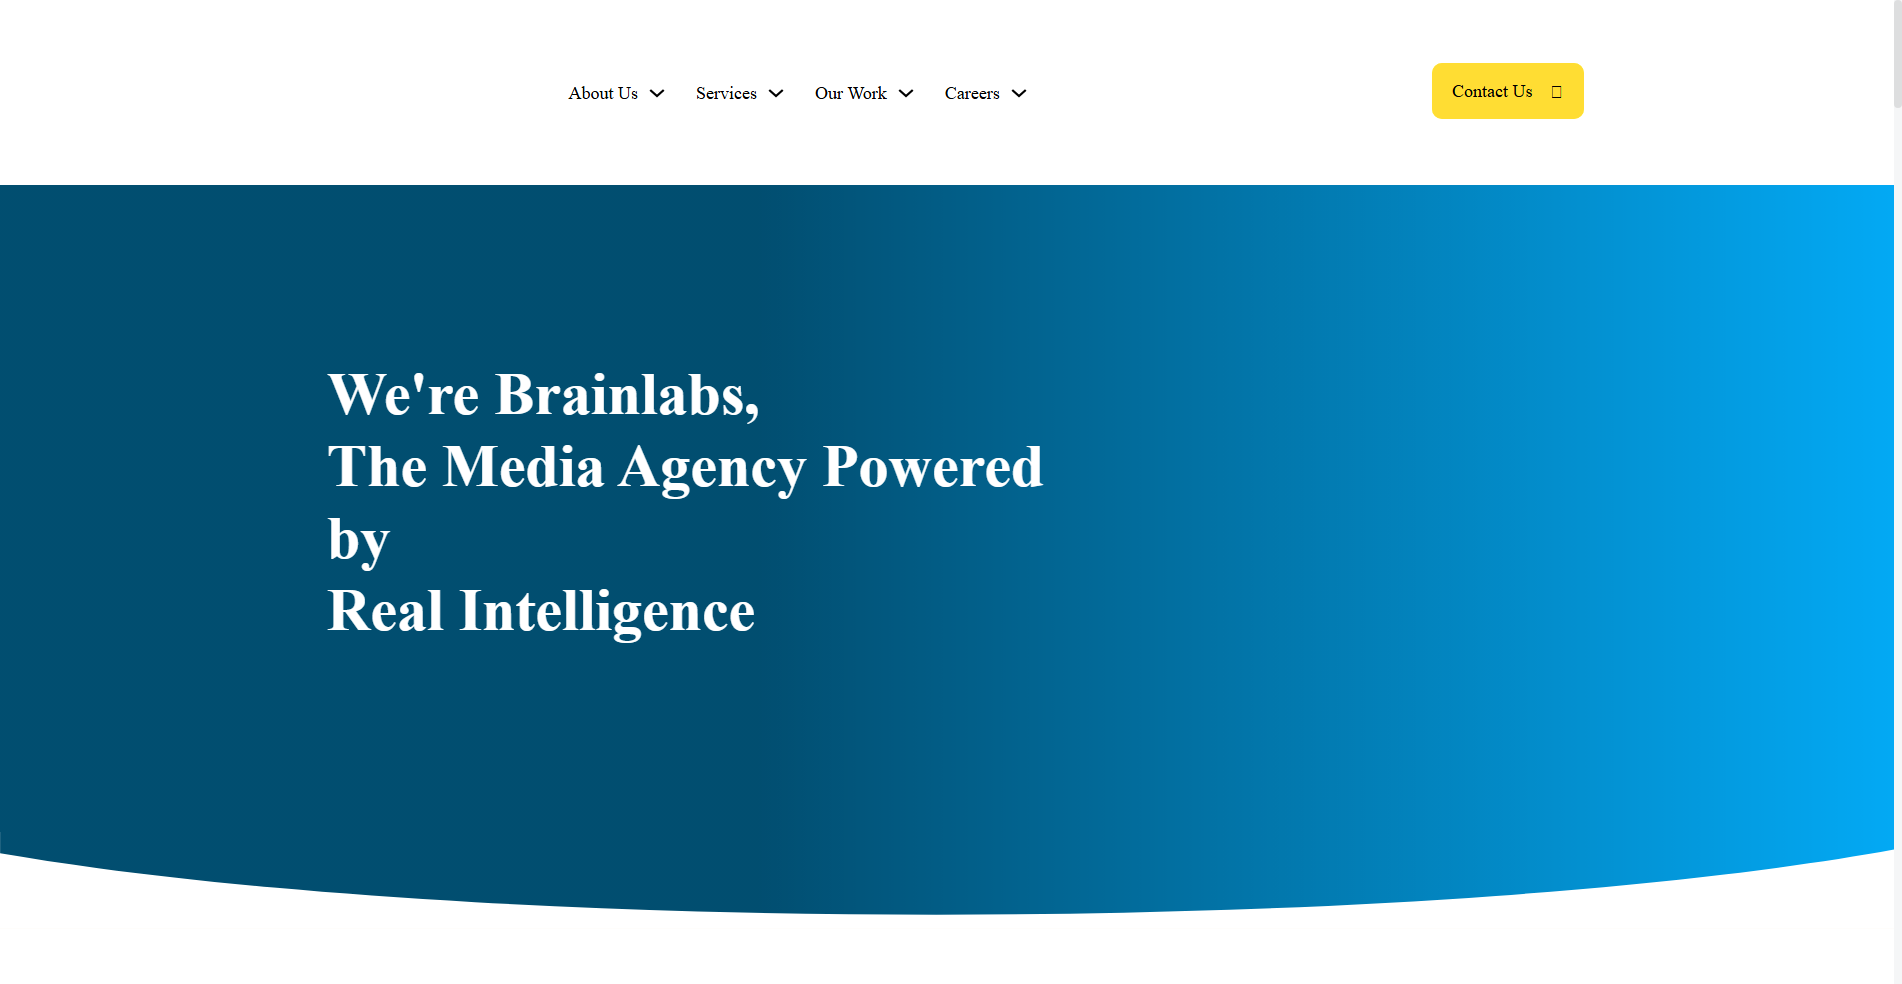 About Us
Services
Our Work
Careers
Contact Us
We're Brainlabs,
The Media Agency Powered
by
Real Intelligence